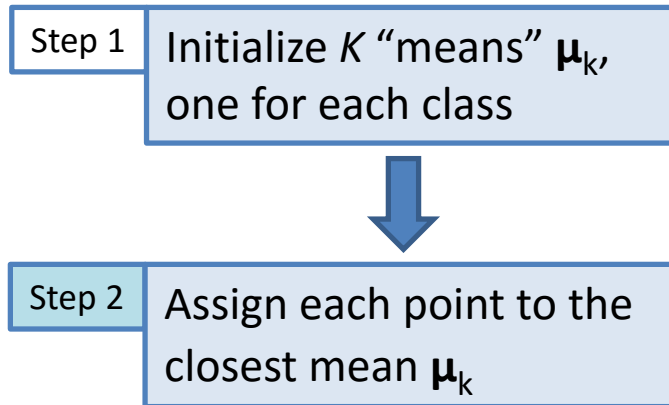 Step 1
Initialize K “means” μk,
one for each class
Step 2
Assign each point to the
closest mean μk